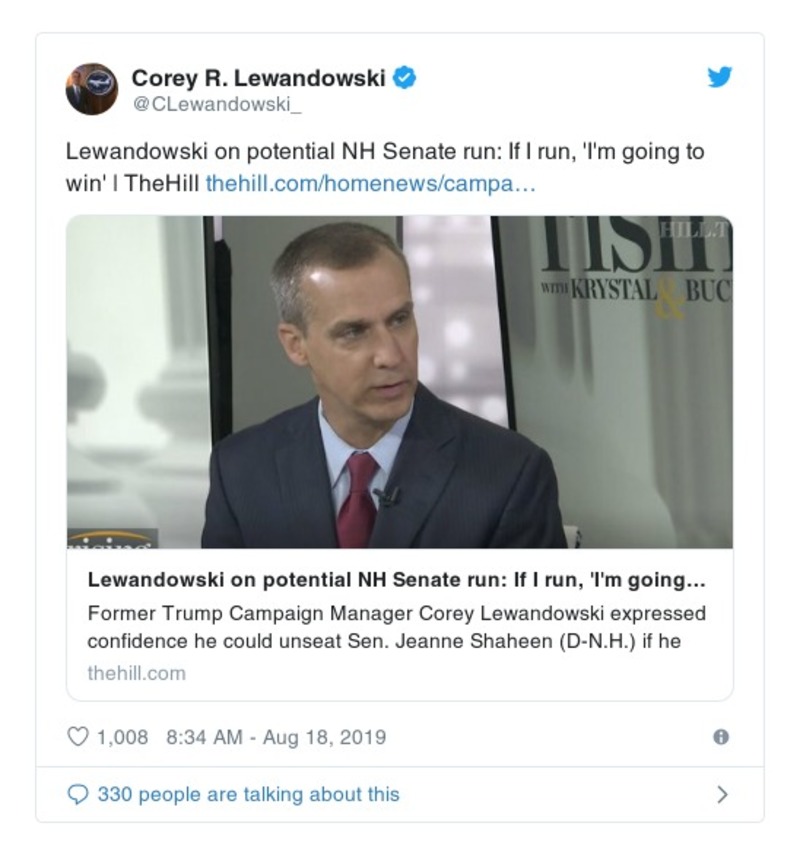 Corey R. Lewandowski
@CLewandowski_
Lewandowski on potential NH Senate run: If I run, 'I'm going to
win' | TheHill thehill.com/homenews/campa…
HILL.T
WITH KRYSTAL & BUC
rising
Lewandowski on potential NH Senate run: If I run, 'I'm going…
Former Trump Campaign Manager Corey Lewandowski expressed
confidence he could unseat Sen. Jeanne Shaheen (D-N.H.) if he
thehill.com
1,008 8:34 AM - Aug 18, 2019
330 people are talking about this